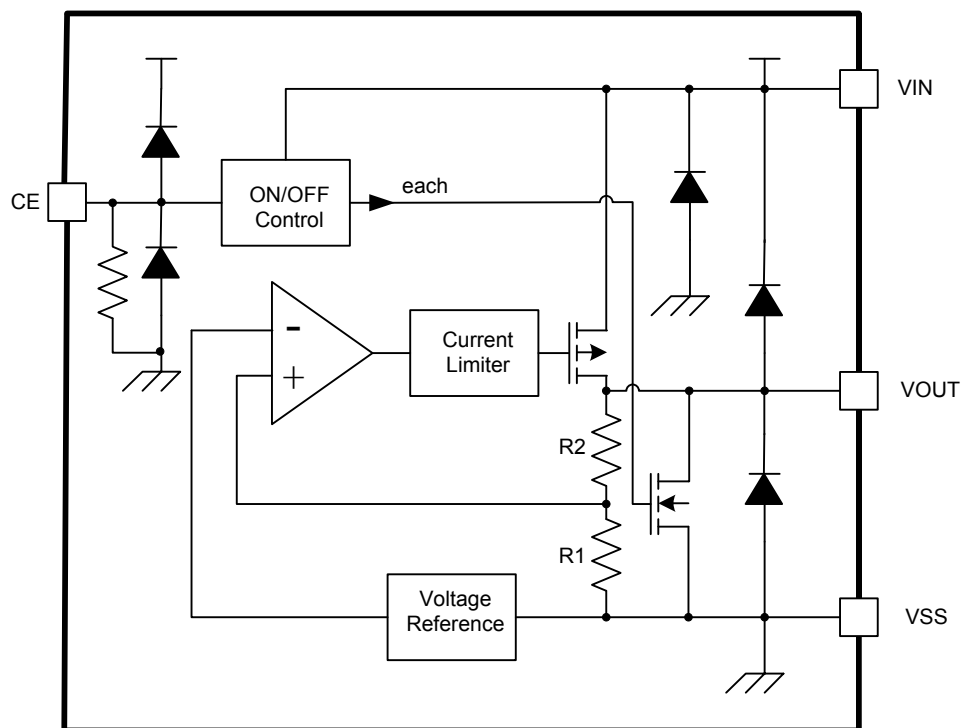 VIN
CE
ON/OFF
Control
each
-
+
Current
Limiter
VOUT
R2
R1
Voltage
Reference
VSS